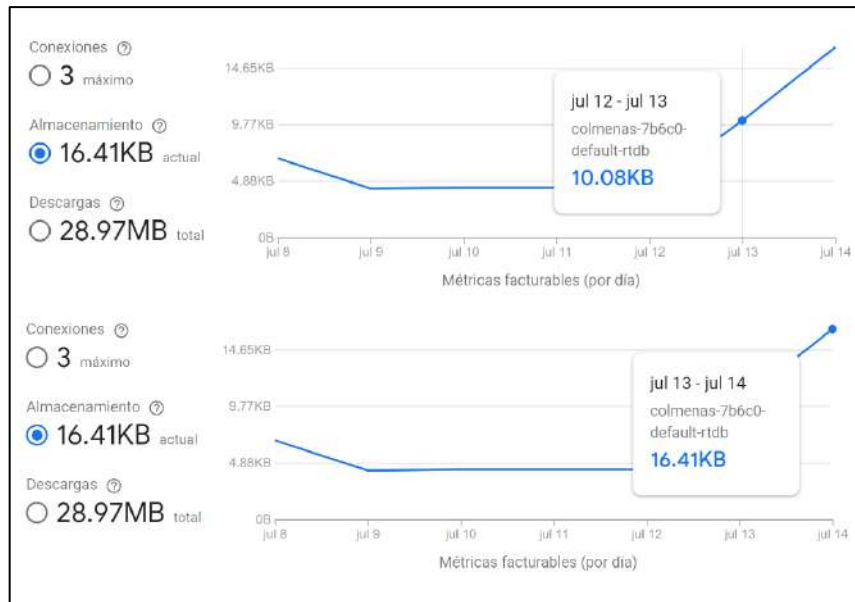 Conexiones
3 máximo
Almacenamiento
16.41KB actual
Descargas
28.97MB total
14.65KB
9.77KB
4.88KB
0B
jul 12 - jul 13
colmenas-7b6c0-
default-rtdb
10.08KB
jul 8 jul 9 jul 10 jul 11 jul 12 jul 13 jul 14
Métricas facturables (por día)
Conexiones
3 máximo
Almacenamiento
16.41KB actual
Descargas
28.97MB total
14.65KB
9.77KB
4.88KB
0B
jul 13 - jul 14
colmenas-7b6c0-
default-rtdb
16.41KB
jul 8 jul 9 jul 10 jul 11 jul 12 jul 13 jul 14
Métricas facturables (por día)